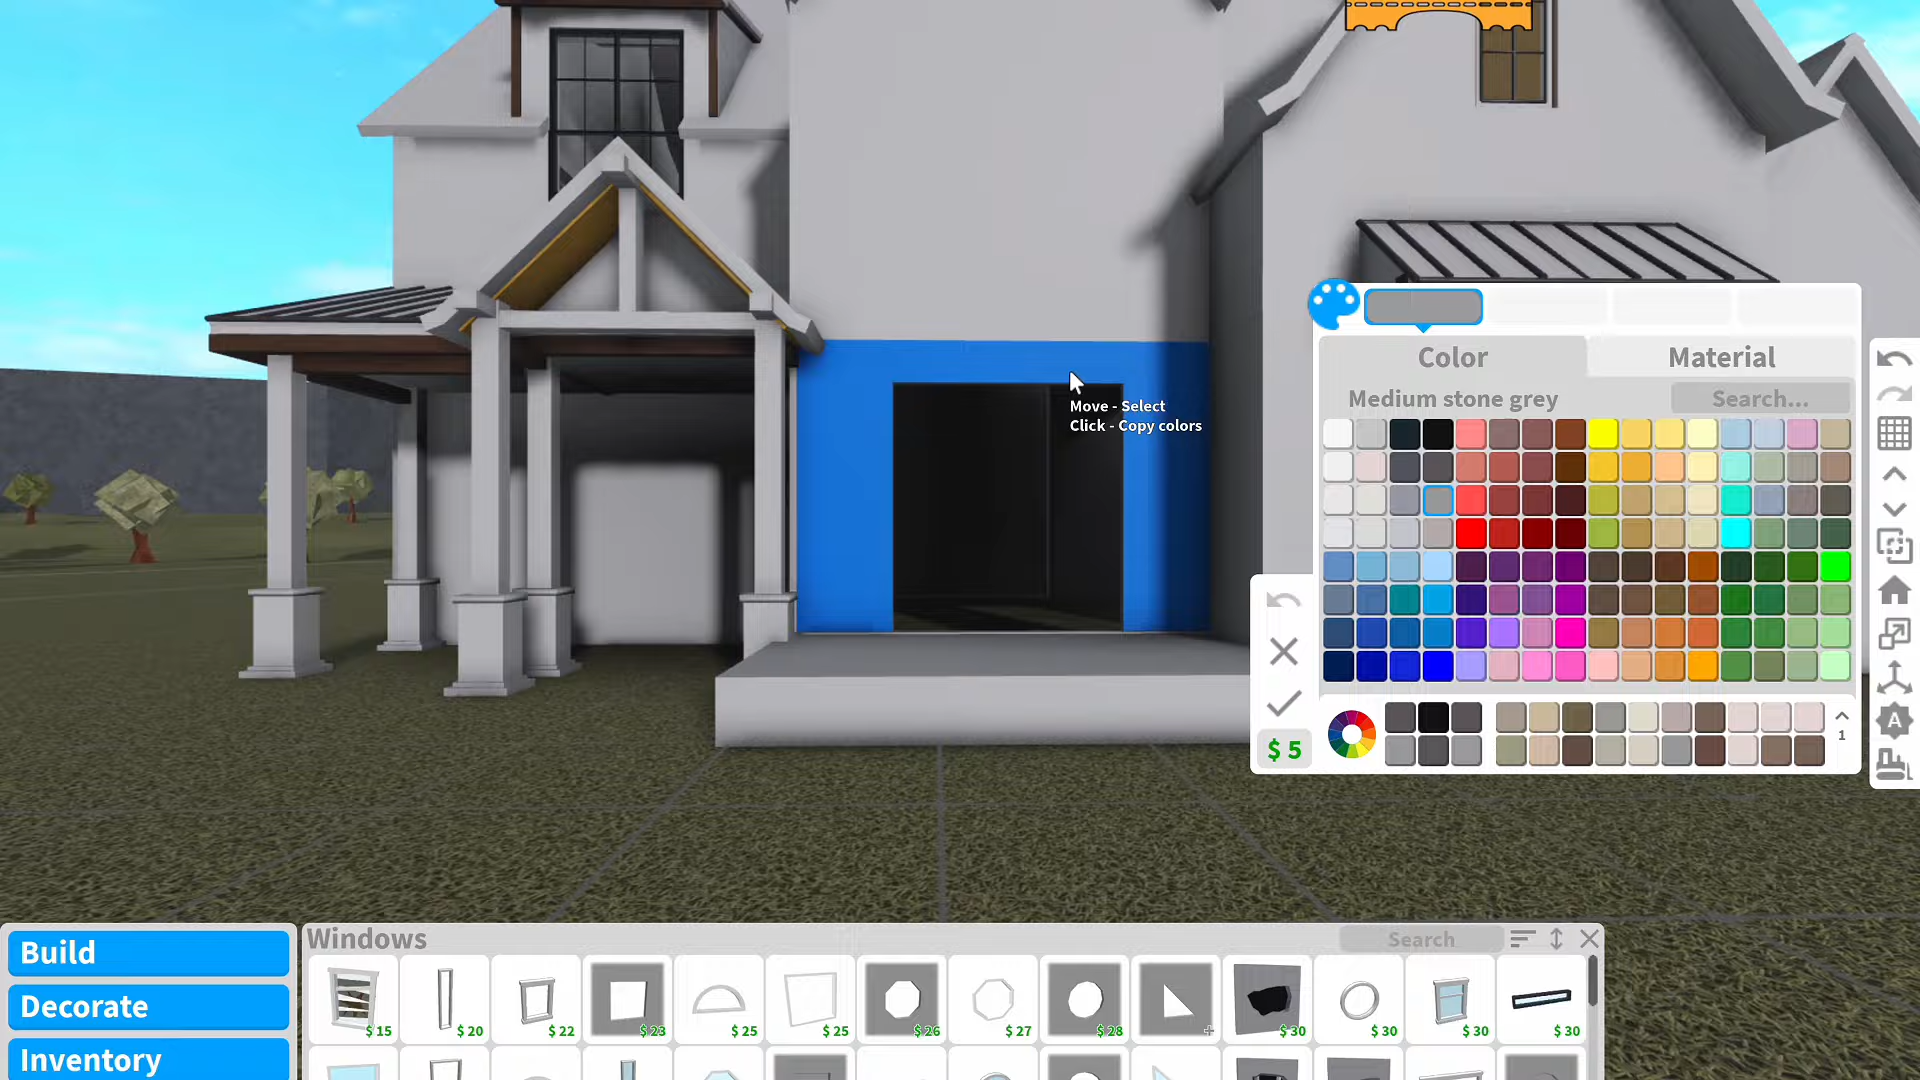 Move - Select
Click - Copy colors
Color
Material
Medium stone grey
Search...
1
$ 5
A
Build
Decorate
Inventory
Windows
Search
$ 15
$ 20
$ 22
$ 23
$ 25
$ 25
$ 26
$ 27
$ 28
$ 30
$ 30
$ 30
$ 30